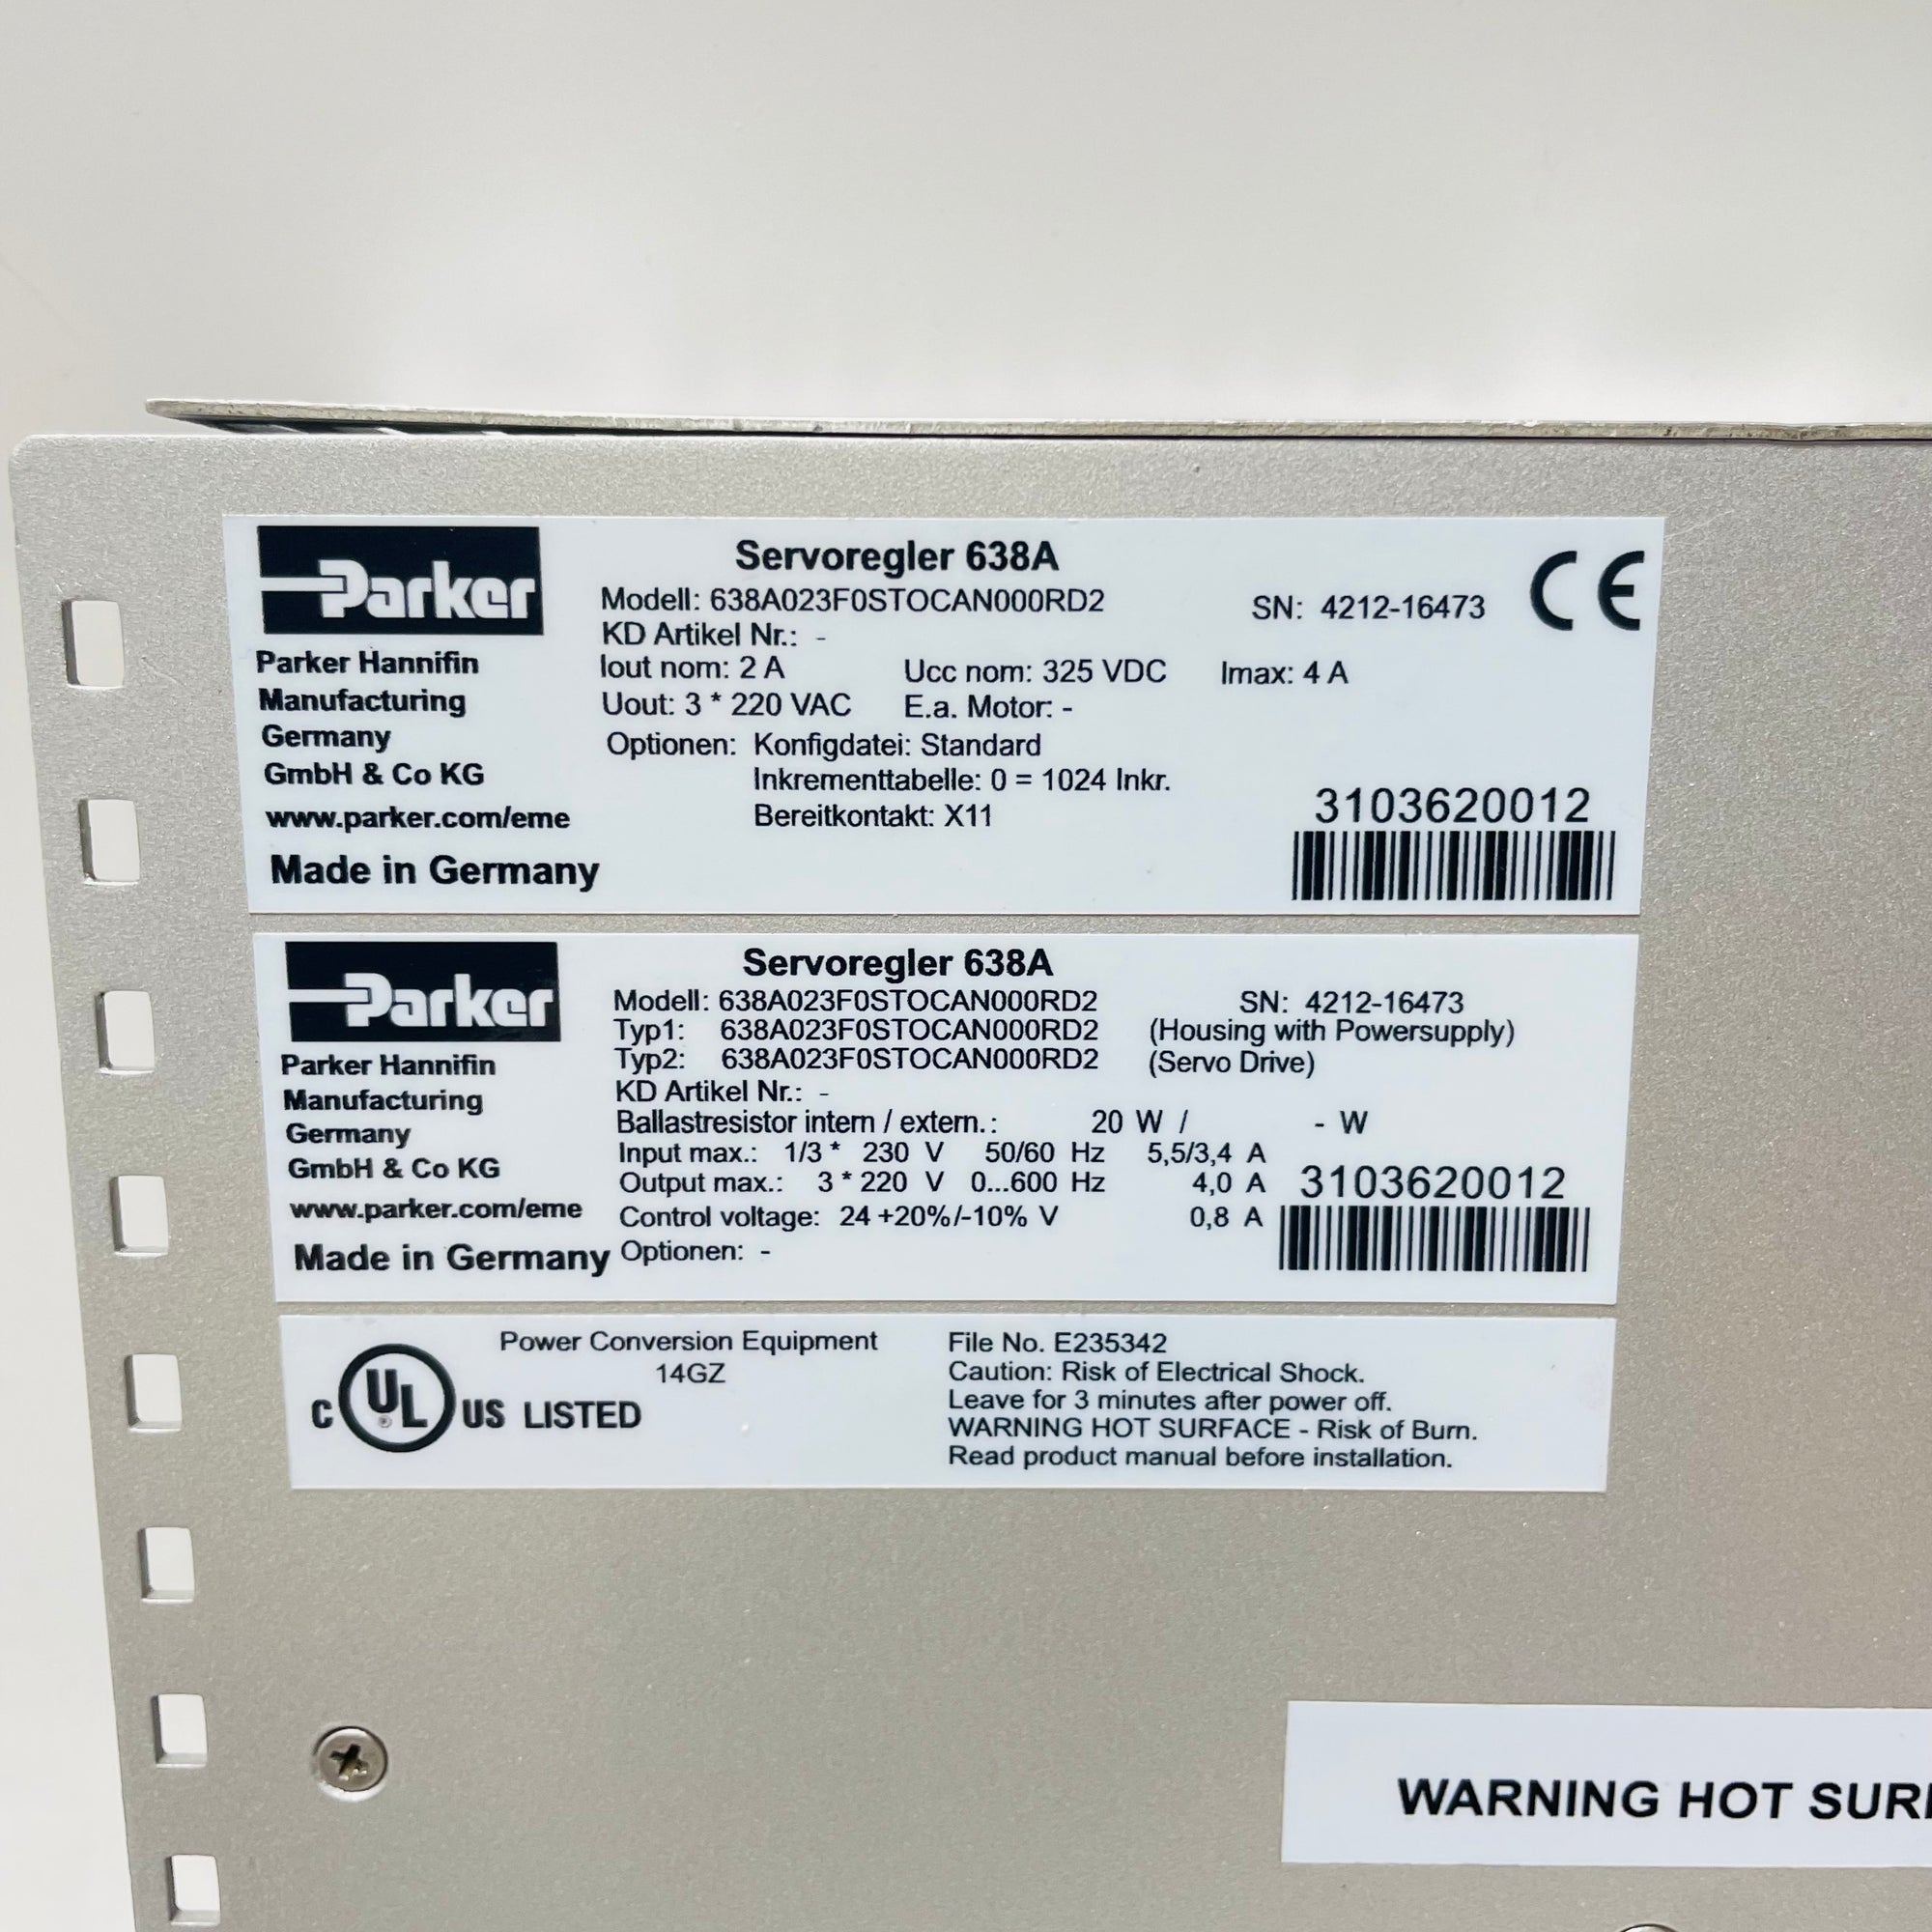 Parker
Parker Hannifin
Manufacturing
Germany
GmbH & Co KG
www.parker.com/eme
Made in Germany
Servoregler 638A
Modell: 638A023F0STOCAN000RD2 SN: 4212-16473
KD Artikel Nr.: -
Iout nom: 2 A Ucc nom: 325 VDC Imax: 4 A
Uout: 3 * 220 VAC E.a. Motor: -
Optionen: Konfigdatei: Standard
Inkrementtabelle: 0 = 1024 Inkr.
Bereitkontakt: X11
CE
3103620012
Parker
Parker Hannifin
Manufacturing
Germany
GmbH & Co KG
www.parker.com/eme
Made in Germany
Servoregler 638A
Modell: 638A023F0STOCAN000RD2 SN: 4212-16473
Typ1: 638A023F0STOCAN000RD2 (Housing with Powersupply)
Typ2: 638A023F0STOCAN000RD2 (Servo Drive)
KD Artikel Nr.: -
Ballastresistor intern / extern.: 20 W / - W
Input max.: 1/3 * 230 V 50/60 Hz 5,5/3,4 A
Output max.: 3 * 220 V 0...600 Hz 4,0 A
Control voltage: 24 +20%/-10% V 0,8 A
Optionen: -
3103620012
C UL ® US LISTED
Power Conversion Equipment
14GZ
File No. E235342
Caution: Risk of Electrical Shock.
Leave for 3 minutes after power off.
WARNING HOT SURFACE - Risk of Burn.
Read product manual before installation.
WARNING HOT SUR